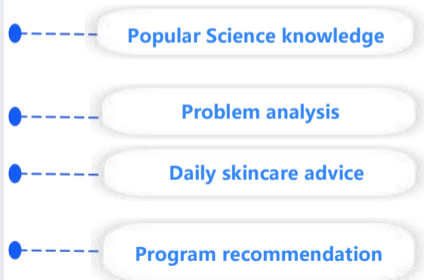 Popular Science knowledge
Problem analysis
Daily skincare advice
Program recommendation